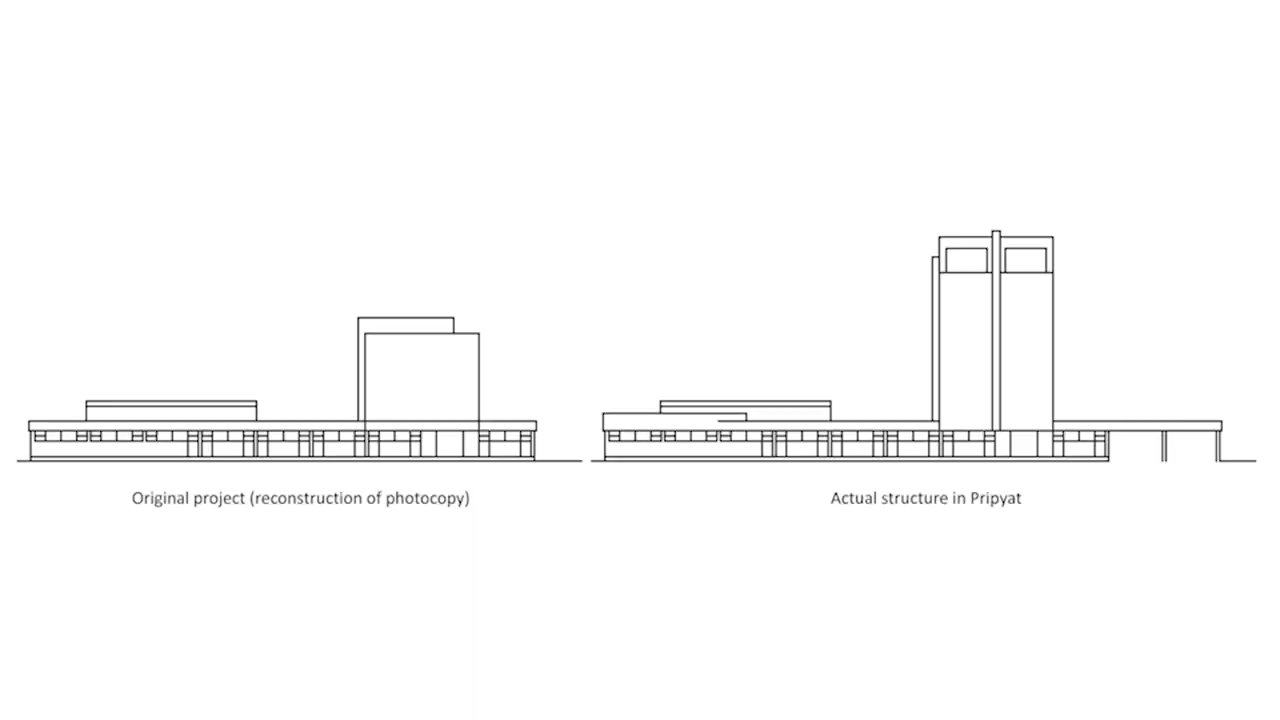 Original project (reconstruction of photocopy)
Actual structure in Pripyat